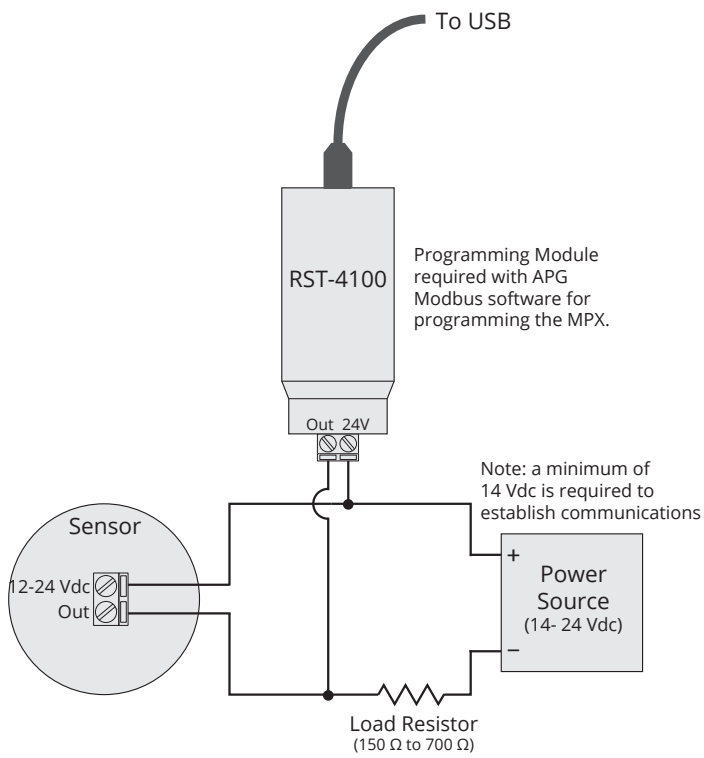 To USB
RST-4100
Programming Module
required with APG
Modbus software for
programming the MPX.
Out 24V
Note: a minimum of
14 Vdc is required to
establish communications
Sensor
12-24 Vdc
Out
+
Power
Source
(14- 24 Vdc)
−
Load Resistor
(150 Ω to 700 Ω)